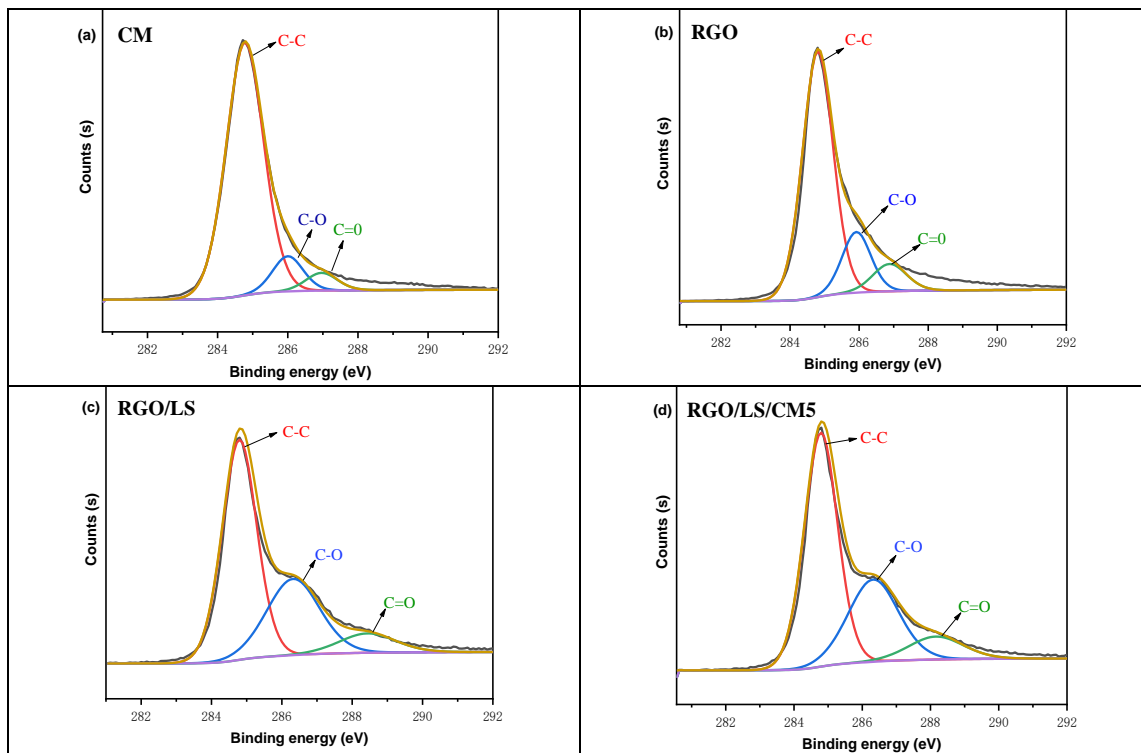 (a) CM
C-C
C-O
C=0
Counts (s)
282 284 286 288 290 292
Binding energy (eV)
(b) RGO
C-C
C-O
C=0
Counts (s)
282 284 286 288 290 292
Binding energy (eV)
(c) RGO/LS
C-C
C-O
C=O
Counts (s)
282 284 286 288 290 292
Binding energy (eV)
(d) RGO/LS/CM5
C-C
C-O
C=O
Counts (s)
282 284 286 288 290 292
Binding energy (eV)